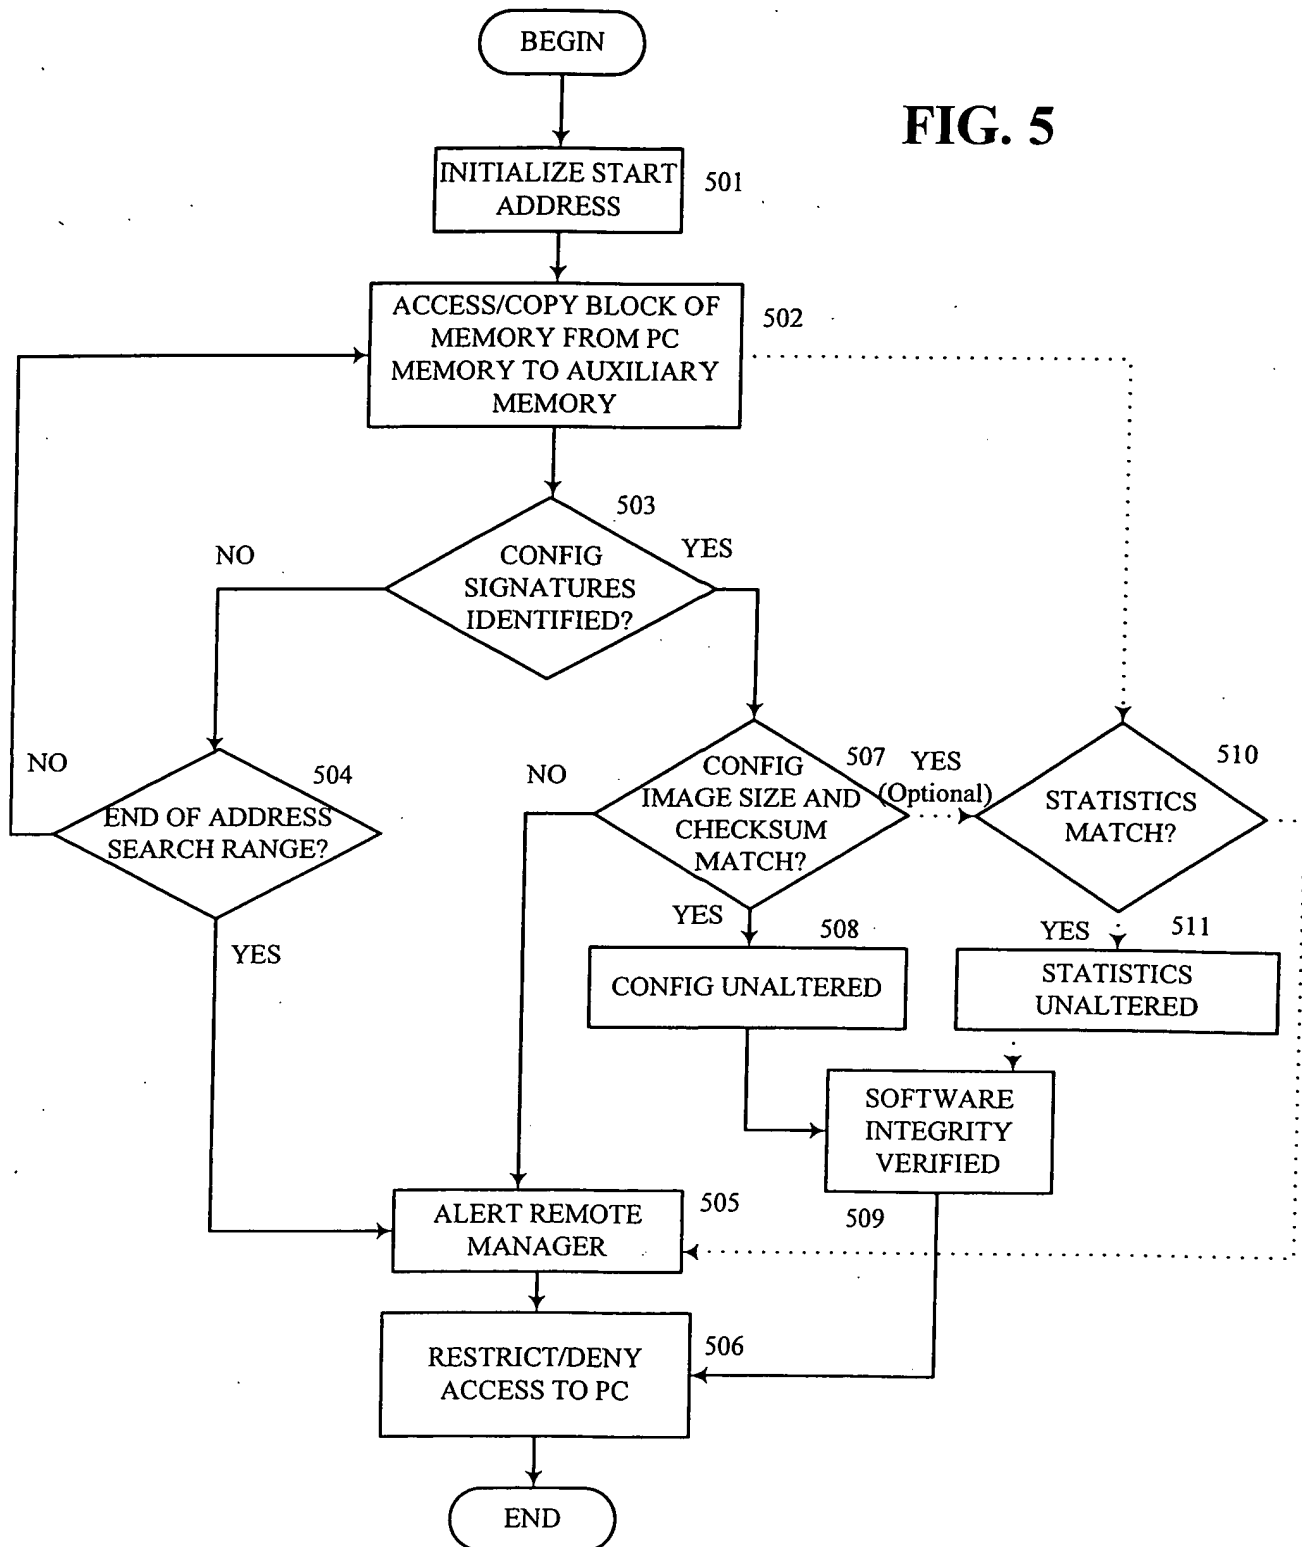 BEGIN
FIG. 5
INITIALIZE START
ADDRESS
501
ACCESS/COPY BLOCK OF
MEMORY FROM PC
MEMORY TO AUXILIARY
MEMORY
502
503
NO
YES
CONFIG
SIGNATURES
IDENTIFIED?
NO
504
END OF ADDRESS
SEARCH RANGE?
YES
NO
507
CONFIG
IMAGE SIZE AND
CHECKSUM
MATCH?
YES
(Optional)
510
STATISTICS
MATCH?
YES
508
CONFIG UNALTERED
YES
511
STATISTICS
UNALTERED
SOFTWARE
INTEGRITY
VERIFIED
509
ALERT REMOTE
MANAGER
505
RESTRICT/DENY
ACCESS TO PC
506
END